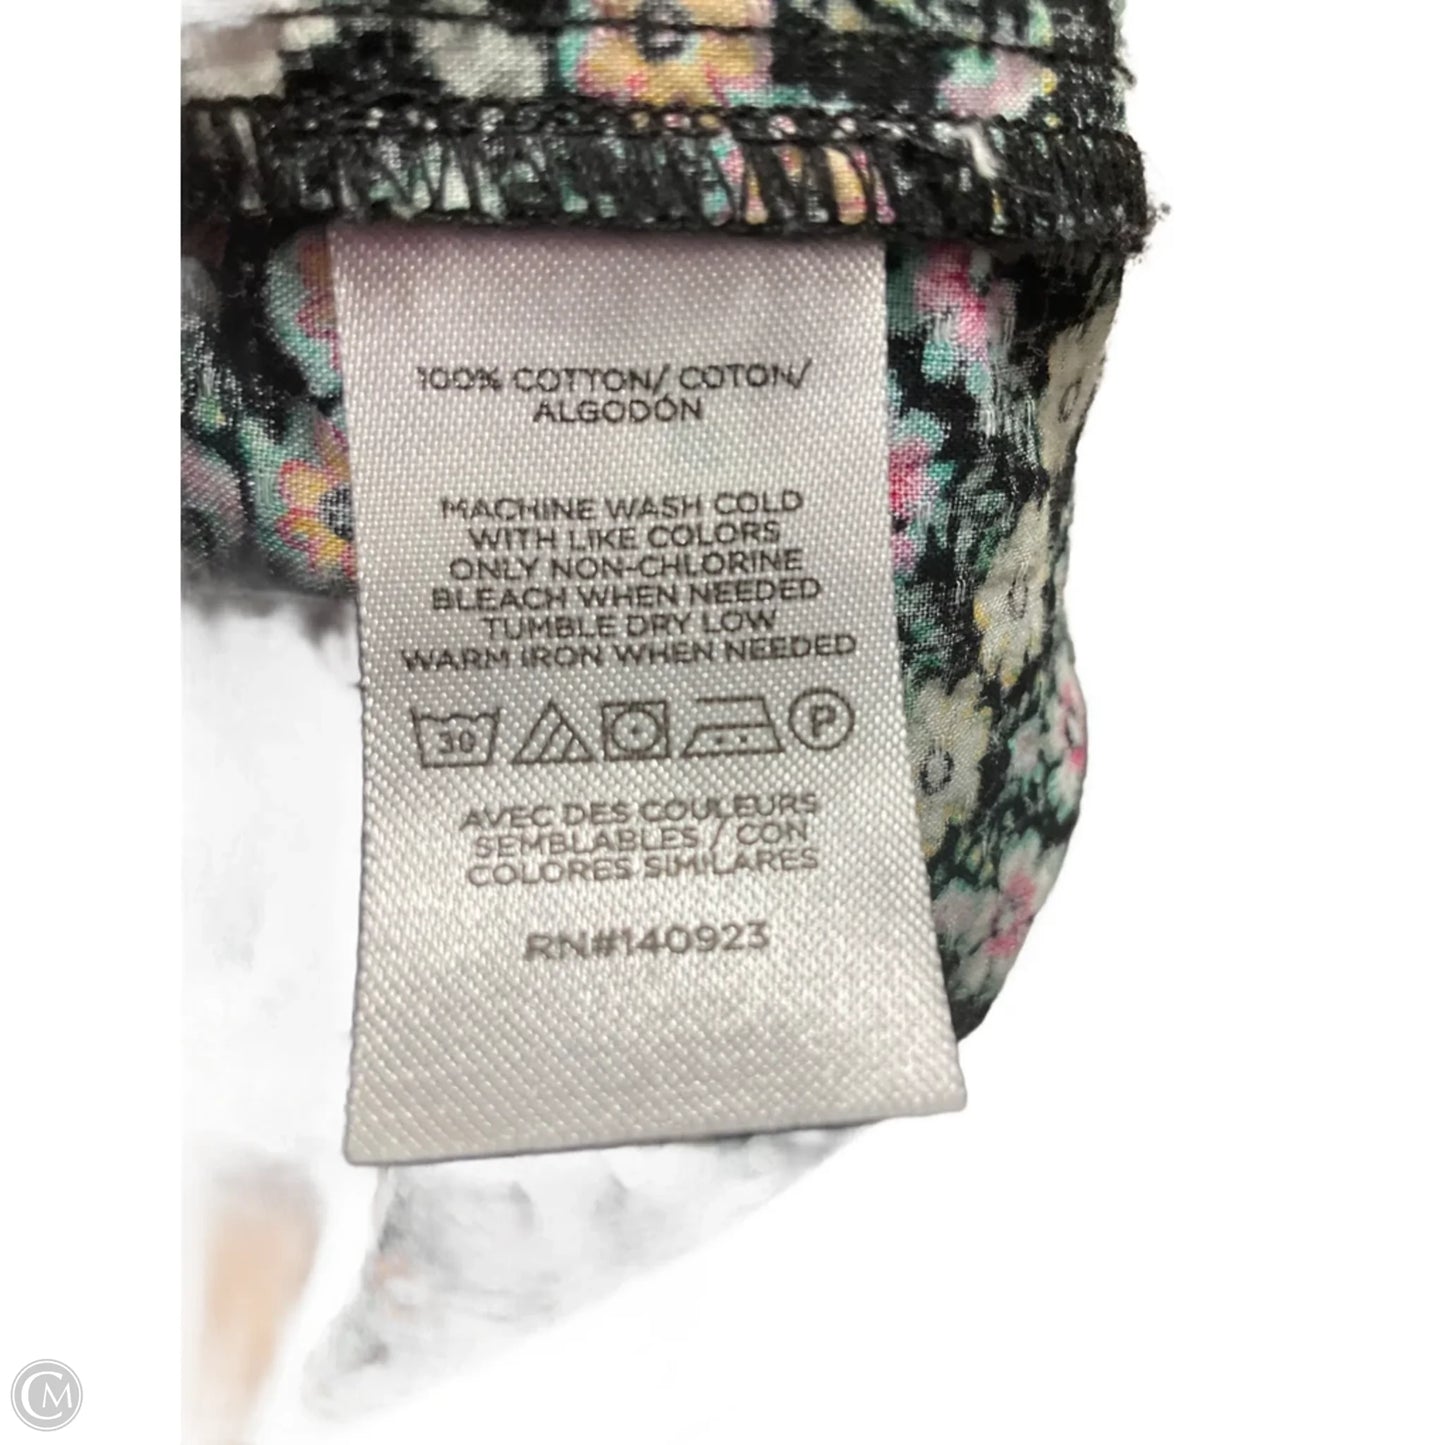 100% COTTON/ COTON/
ALGODÓN
MACHINE WASH COLD
WITH LIKE COLORS
ONLY NON-CHLORINE
BLEACH WHEN NEEDED
TUMBLE DRY LOW
WARM IRON WHEN NEEDED
30 P
AVEC DES COULEURS
SEMBLABLES / CON
COLORES SIMILARES
RN#140923
CM